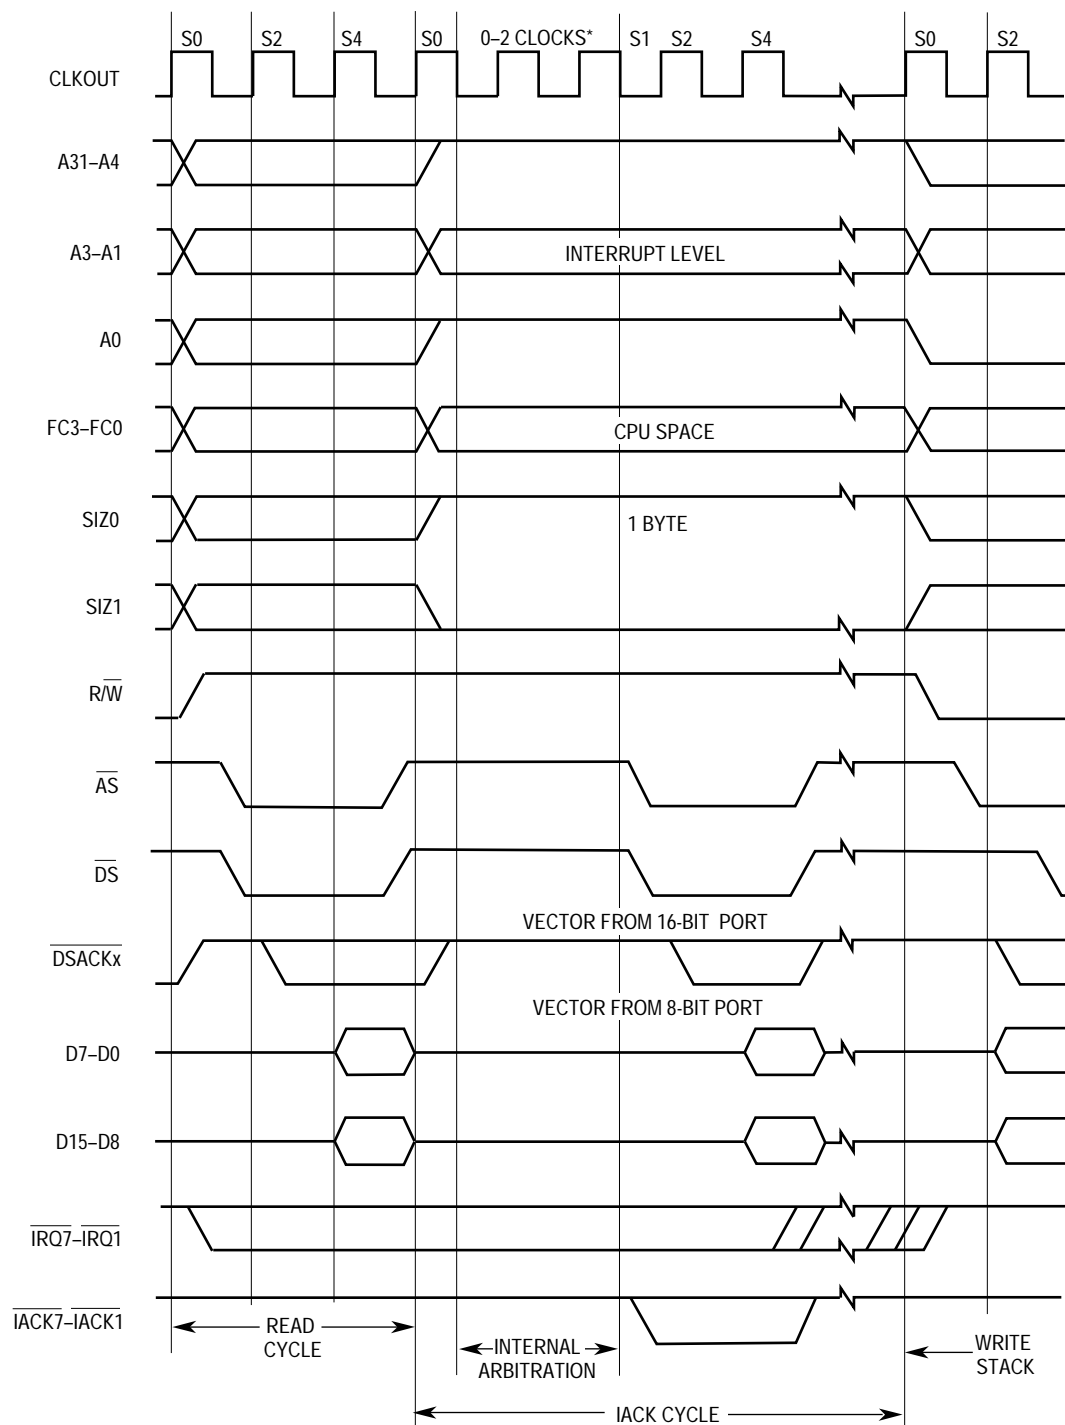 S0 S2 S4 S0 0–2 CLOCKS* S1 S2 S4 S0 S2
CLKOUT
A31–A4
A3–A1 INTERRUPT LEVEL
A0
FC3–FC0 CPU SPACE
SIZ0 1 BYTE
SIZ1
R/W
AS
DS
VECTOR FROM 16-BIT PORT
DSACKx
VECTOR FROM 8-BIT PORT
D7–D0
D15–D8
IRQ7–IRQ1
IACK7–IACK1
READ
CYCLE
INTERNAL
ARBITRATION
WRITE
STACK
IACK CYCLE